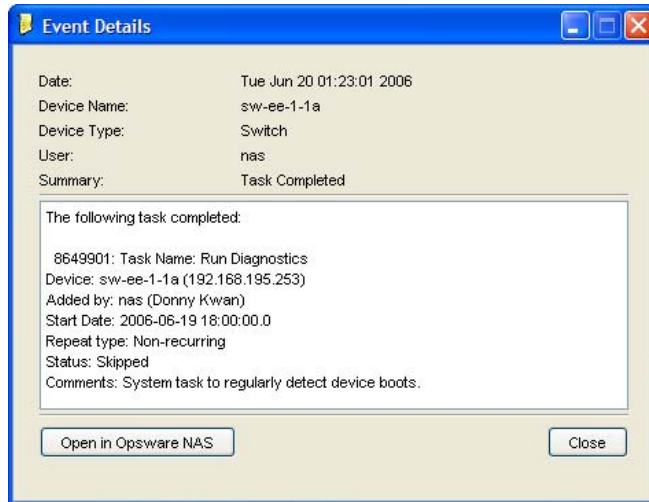 Event Details
Date: Tue Jun 20 01:23:01 2006
Device Name: sw-ee-1-1a
Device Type: Switch
User: nas
Summary: Task Completed
The following task completed:
8649901: Task Name: Run Diagnostics
Device: sw-ee-1-1a (192.168.195.253)
Added by: nas (Donny Kwan)
Start Date: 2006-06-19 18:00:00.0
Repeat type: Non-recurring
Status: Skipped
Comments: System task to regularly detect device boots.
Open in Opsware NAS Close